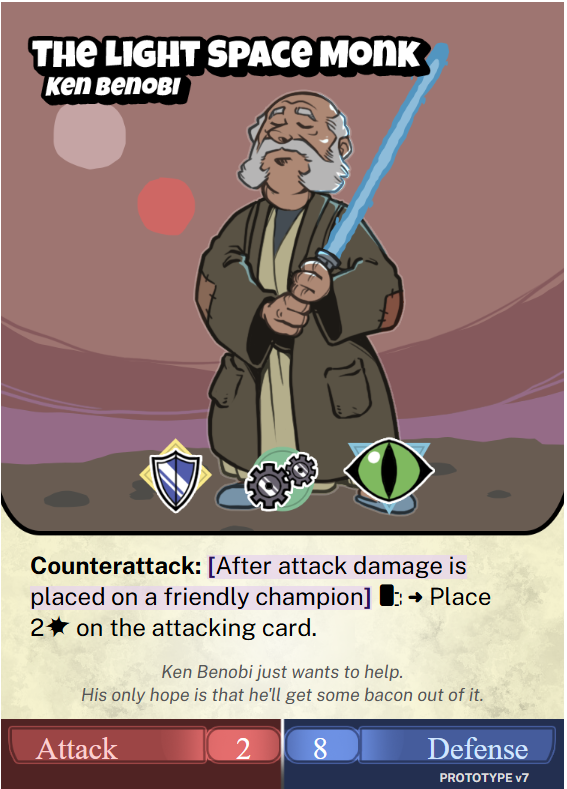 The Light Space Monk
Ken Benobi
Counterattack: [After attack damage is
placed on a friendly champion] ➜ Place
2 on the attacking card.
Ken Benobi just wants to help.
His only hope is that he'll get some bacon out of it.
Attack 2 8 Defense
PROTOTYPE v7